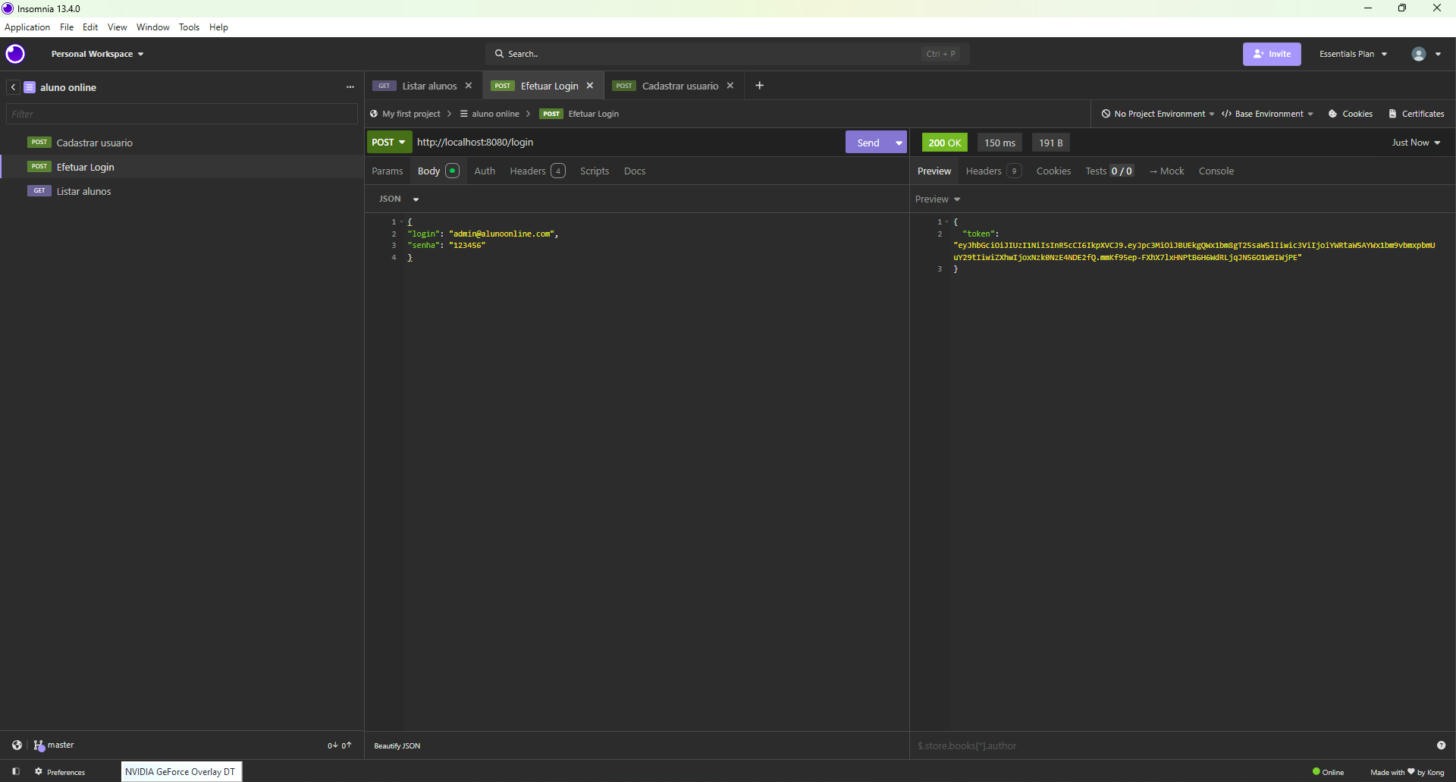 Insomnia 13.4.0
Application File Edit View Window Tools Help
Personal Workspace
Search..
Ctrl + P
Invite
Essentials Plan
aluno online
Filter
POST Cadastrar usuario
POST Efetuar Login
GET Listar alunos
GET Listar alunos
POST Efetuar Login
POST Cadastrar usuario
My first project > aluno online > POST Efetuar Login
No Project Environment
Base Environment
Cookies
Certificates
POST http://localhost:8080/login
Send
200 OK 150 ms 191 B
Just Now
Params Body Auth Headers 4 Scripts Docs
Preview Headers 9 Cookies Tests 0 / 0 → Mock Console
JSON
Preview
1 {
2 "login": "admin@alunoonline.com",
3 "senha": "123456"
4 }
1 {
2 "token":
3 }
master
0↓ 0↑
Beautify JSON
$.store.books[*].author
Preferences
NVIDIA GeForce Overlay DT
Online
Made with ♥ by Kong